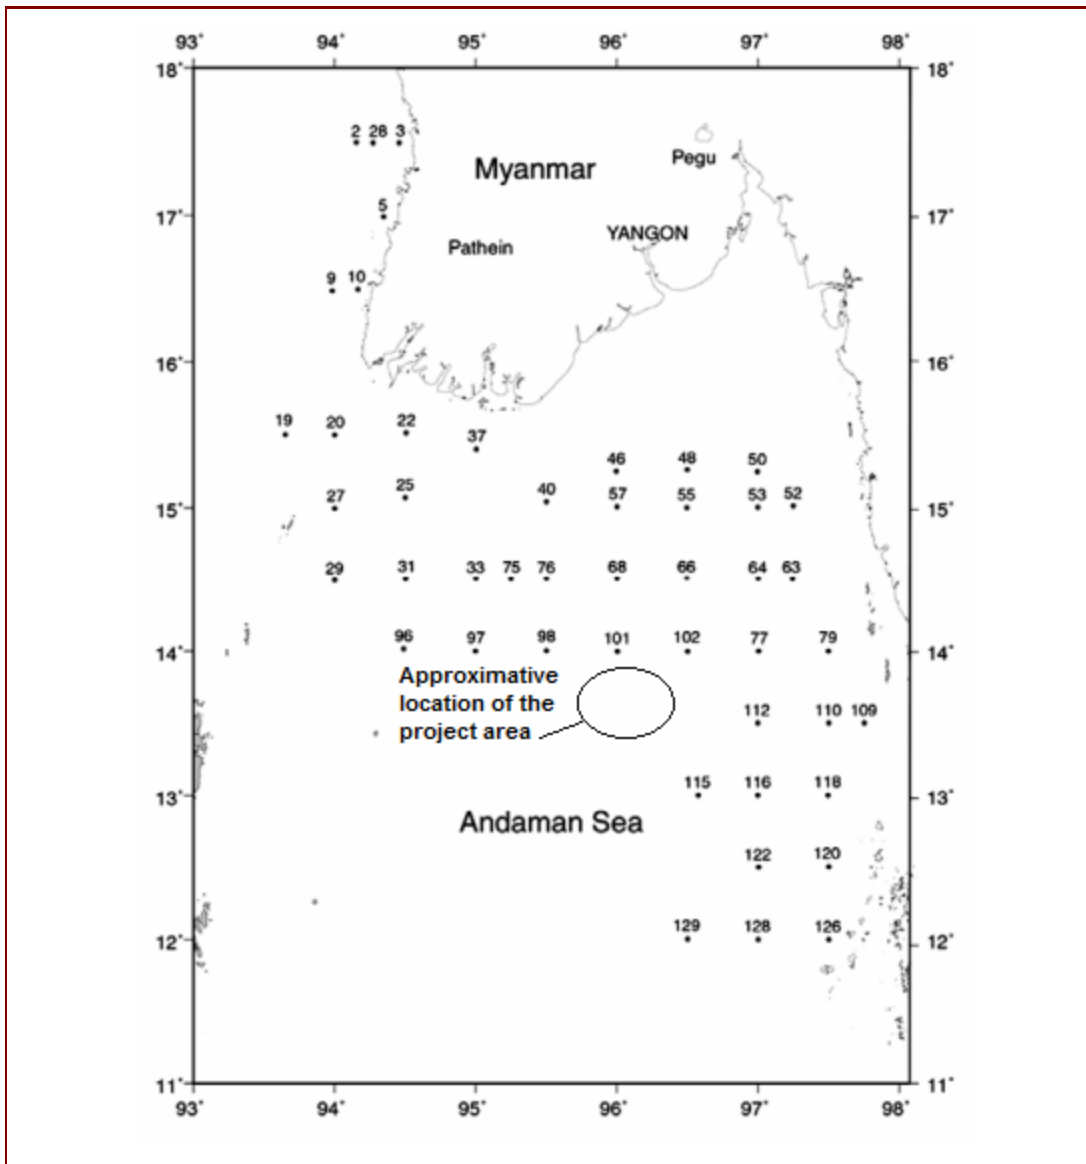 93° 94° 95° 96° 97° 98°
18° 18°
2 28 3
Myanmar
Pegu
5
17° 17°
Pathein
YANGON
9 10
16° 16°
19 20 22
37
46 48 50
27 25 40 57 55 53 52
15° 15°
29 31 33 75 76 68 66 64 63
96 97 98 101 102 77 79
14° 14°
Approximative
location of the
project area
112 110 109
115 116 118
13° 13°
Andaman Sea
122 120
129 128 126
12° 12°
11° 11°
93° 94° 95° 96° 97° 98°